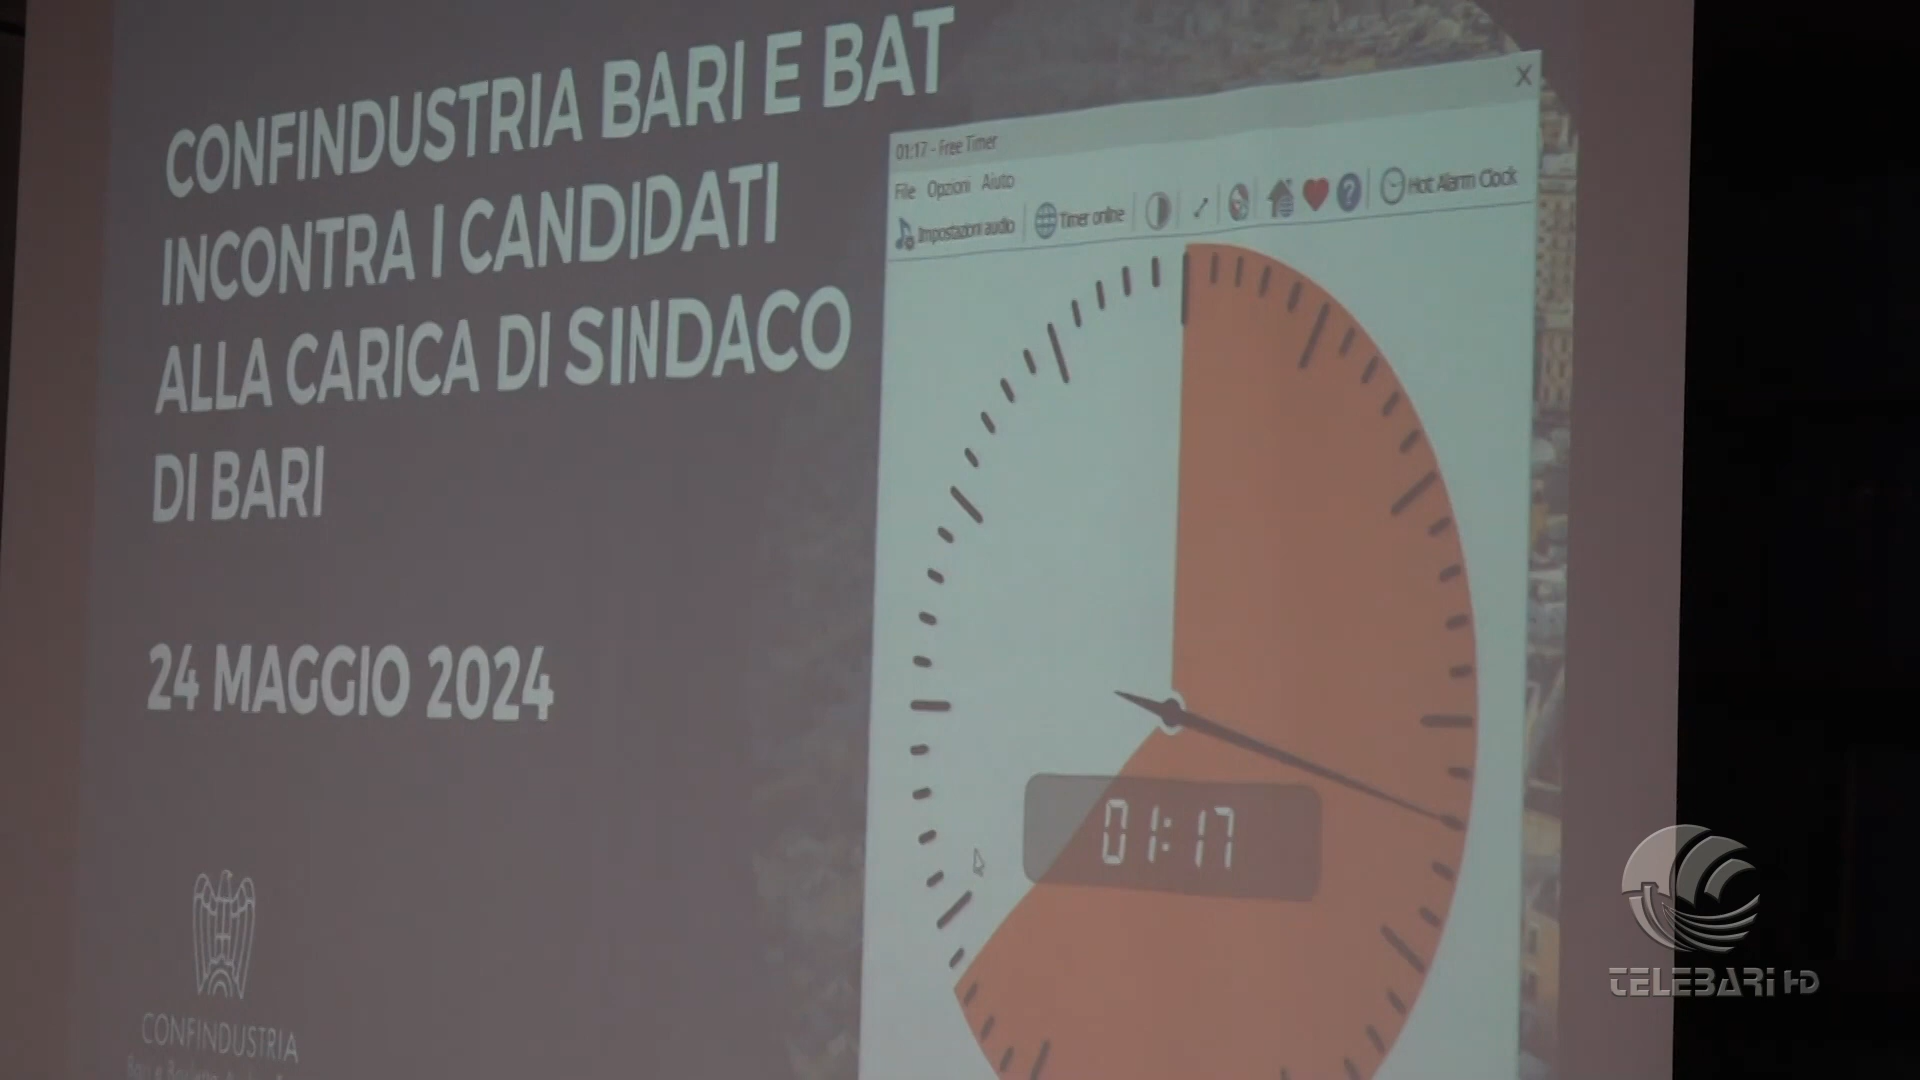 CONFINDUSTRIA BARI E BAT
INCONTRA I CANDIDATI
ALLA CARICA DI SINDACO
DI BARI
24 MAGGIO 2024
CONFINDUSTRIA
01:17 - Free Timer
X
File Opzioni Aiuto
Impostazioni audio Timer online ? Hot Alarm Clock
01:17
TELEBARI HD